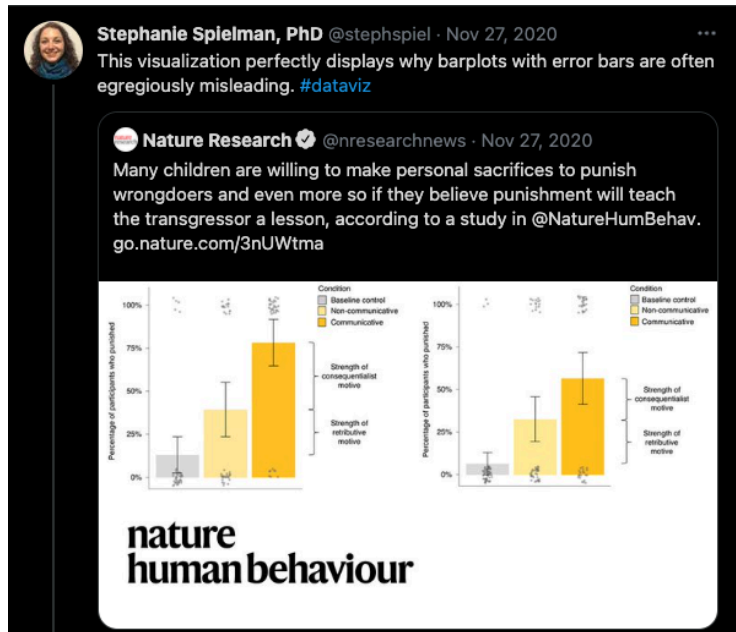 Stephanie Spielman, PhD @stephspiel · Nov 27, 2020
This visualization perfectly displays why barplots with error bars are often
egregiously misleading. #dataviz
nature research
Nature Research @nresearchnews · Nov 27, 2020
Many children are willing to make personal sacrifices to punish
wrongdoers and even more so if they believe punishment will teach
the transgressor a lesson, according to a study in @NatureHumBehav.
go.nature.com/3nUWtma
Condition
Baseline control
Non-communicative
Communicative
Percentage of participants who punished
100%
75%
50%
25%
0%
Strength of
consequentialist
motive
Strength of
retributive
motive
Condition
Baseline control
Non-communicative
Communicative
Percentage of participants who punished
100%
75%
50%
25%
0%
Strength of
consequentialist
motive
Strength of
retributive
motive
nature
human behaviour